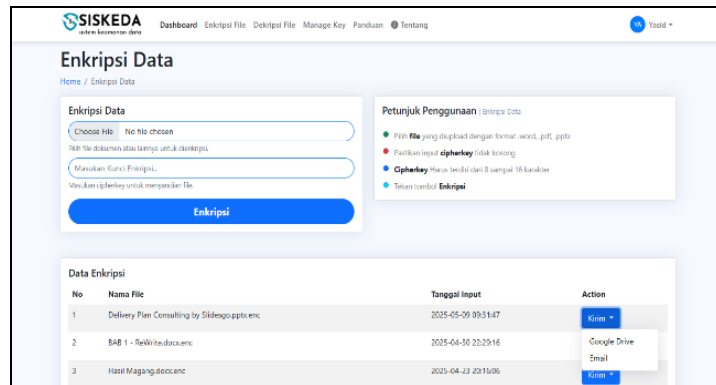 SISKEDA
sistem keamanan data
Dashboard Enkripsi File Dekripsi File Manage Key Panduan Tentang
YA Yasid
Enkripsi Data
Home / Enkripsi Data
Enkripsi Data
Choose File No file chosen
Pilih file dokumen atau lainnya untuk dienkripsi.
Masukan Kunci Enkripsi..
Masukan cipherkey untuk menyandian file.
Enkripsi
Petunjuk Penggunaan | Enkripsi Data
Pilih file yang diupload dengan format .word, .pdf, .pptx
Pastikan input cipherkey tidak kosong
Cipherkey Harus terdiri dari 8 sampai 16 karakter
Tekan tombol Enkripsi
Data Enkripsi
No Nama File Tanggal Input Action
1 Delivery Plan Consulting by Slidesgo.pptx.enc 2025-05-09 09:31:47 Kirim
Google Drive
Email
2 BAB 1 - ReWrite.docx.enc 2025-04-30 22:29:16
3 Hasil Magang.docx.enc 2025-04-23 20:16:06 Kirim